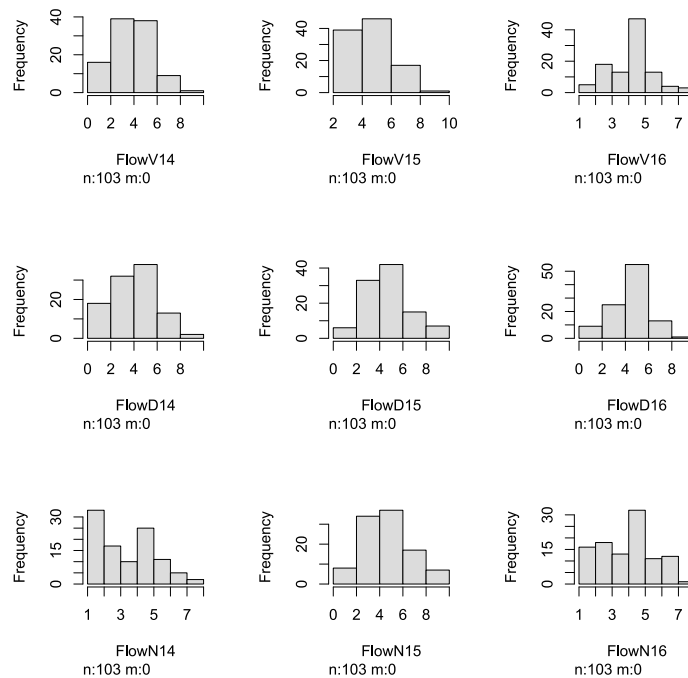 Frequency
0 20 40
0 2 4 6 8
FlowV14
n:103 m:0
Frequency
0 20 40
2 4 6 8 10
FlowV15
n:103 m:0
Frequency
0 20 40
1 3 5 7
FlowV16
n:103 m:0
Frequency
0 20
0 2 4 6 8
FlowD14
n:103 m:0
Frequency
0 20 40
0 2 4 6 8
FlowD15
n:103 m:0
Frequency
0 20 50
0 2 4 6 8
FlowD16
n:103 m:0
Frequency
0 15 30
1 3 5 7
FlowN14
n:103 m:0
Frequency
0 20
0 2 4 6 8
FlowN15
n:103 m:0
Frequency
0 15 30
1 3 5 7
FlowN16
n:103 m:0